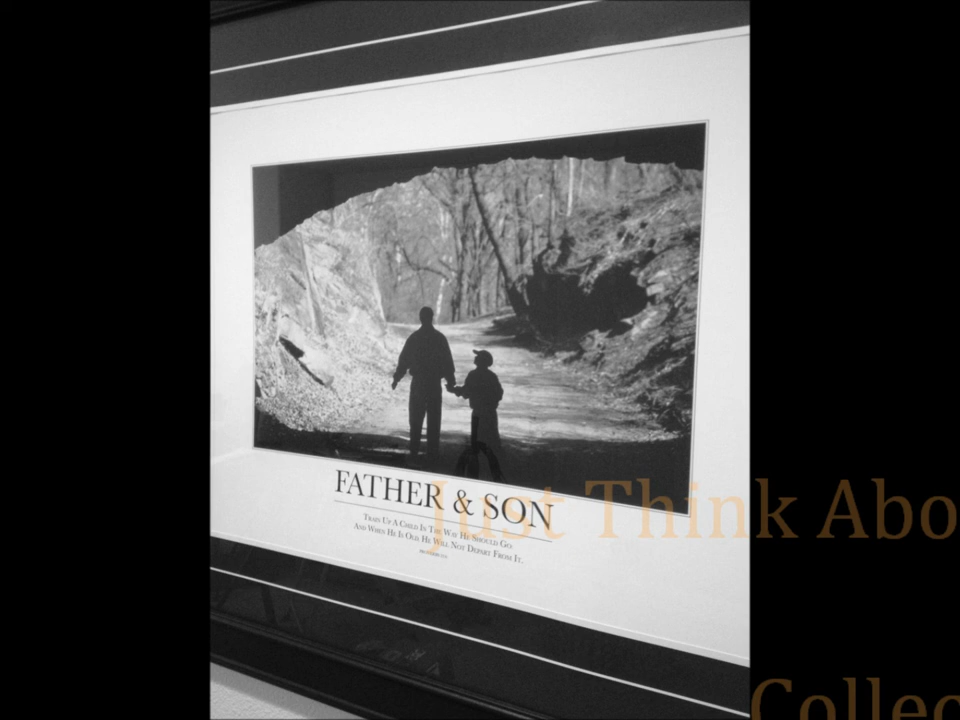 FATHER & SON
Train Up A Child In The Way He Should Go:
And When He Is Old, He Will Not Depart From It.
Just Think Abo
Collec